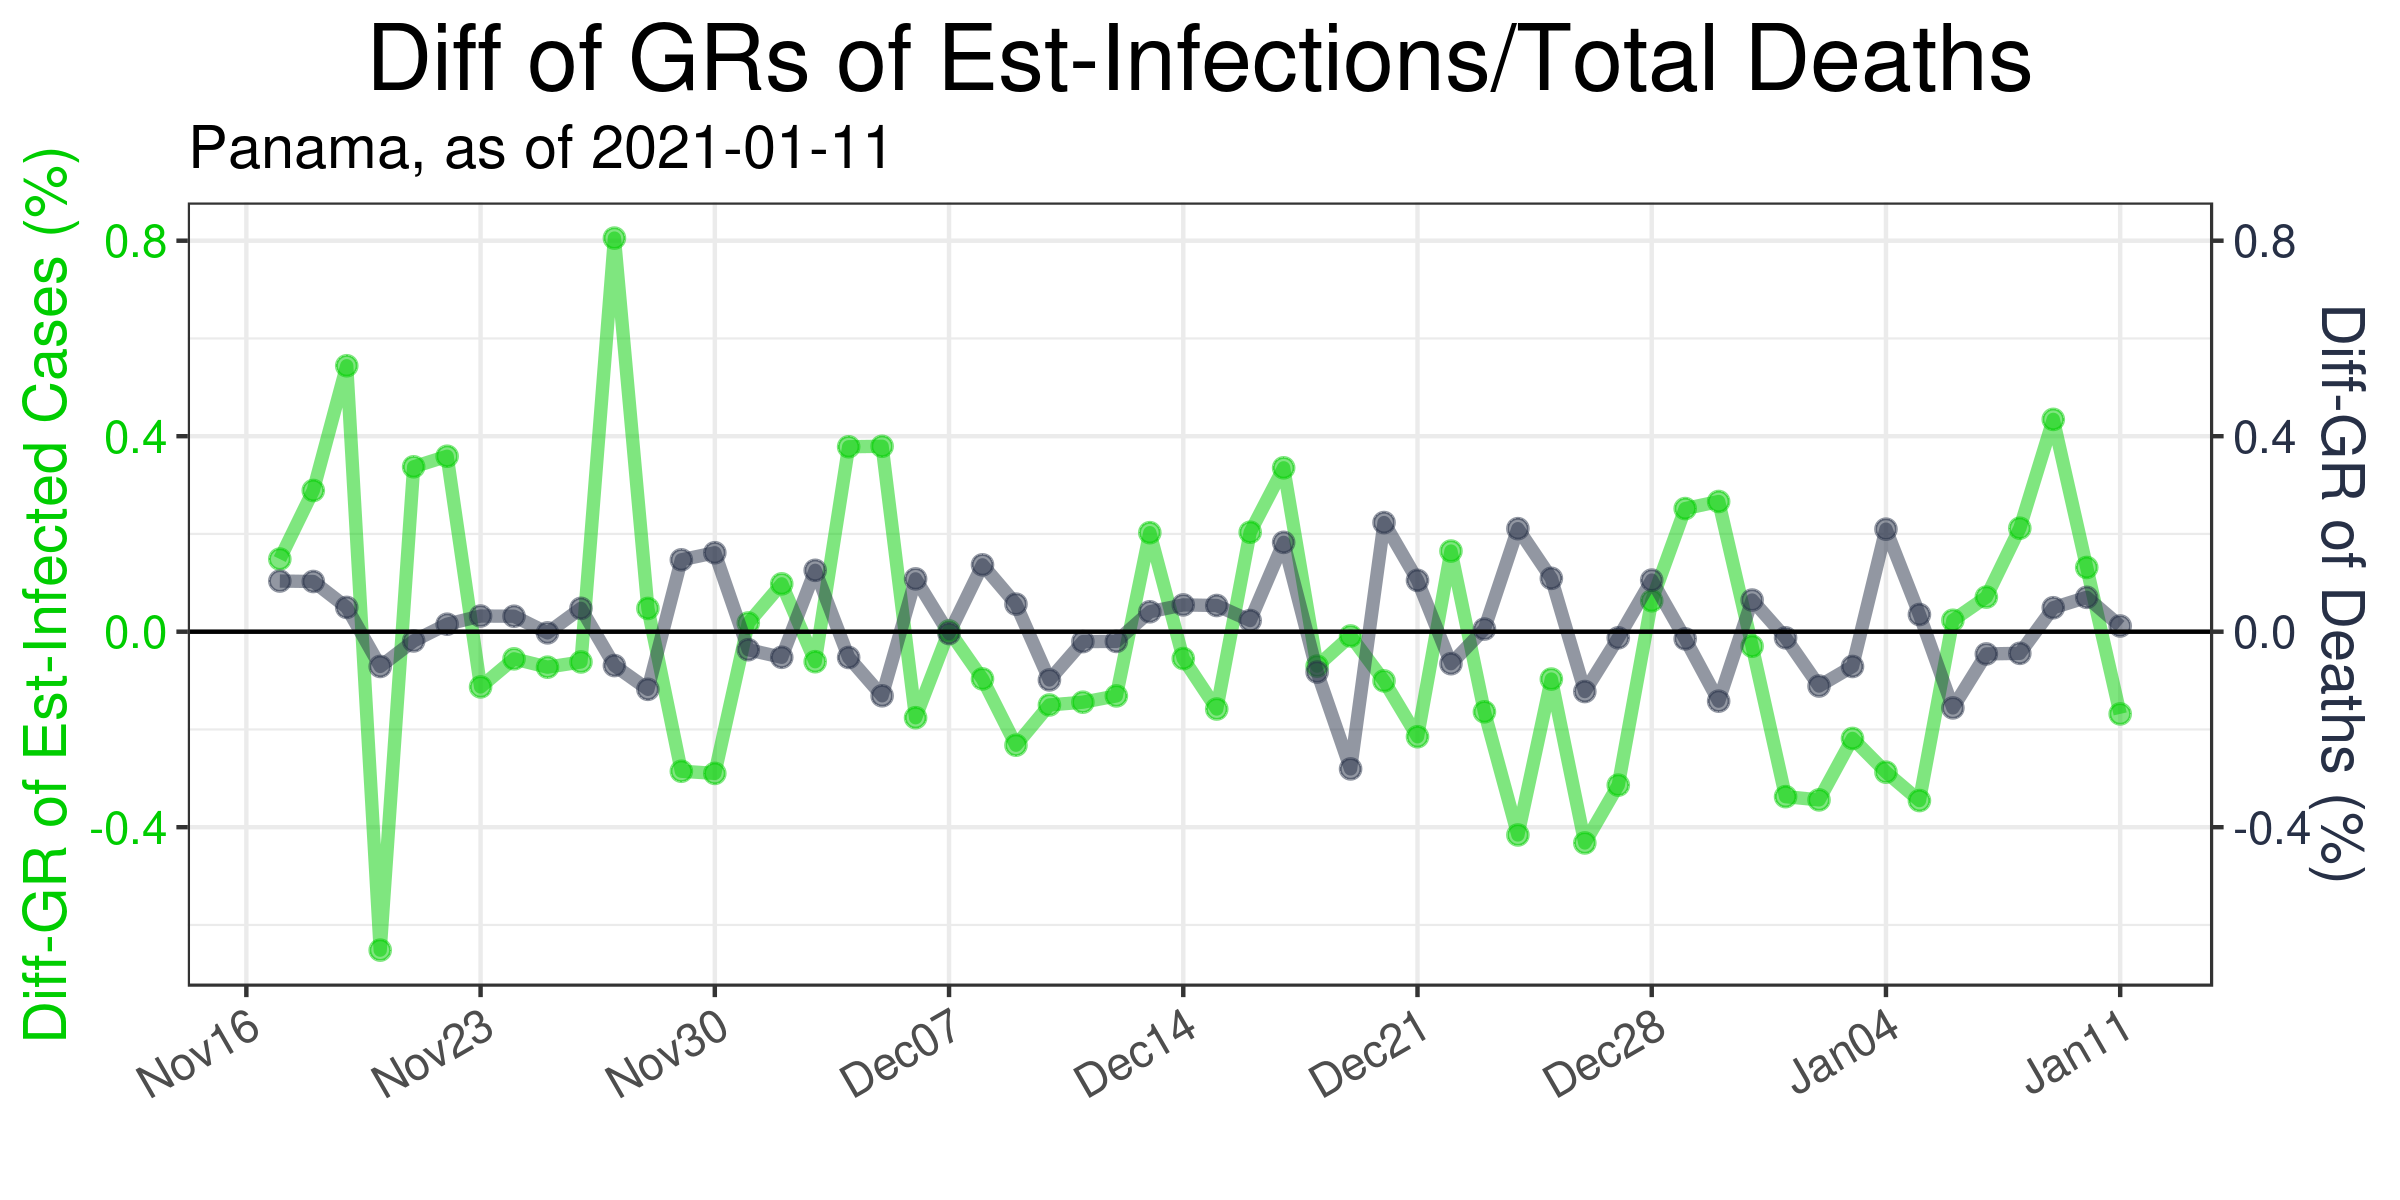 Diff of GRs of Est-Infections/Total Deaths
Panama, as of 2021-01-11
Diff-GR of Est-Infected Cases (%)
0.8
0.4
0.0
-0.4
0.8
0.4
0.0
-0.4
Diff-GR of Deaths (%)
Nov16
Nov23
Nov30
Dec07
Dec14
Dec21
Dec28
Jan04
Jan11